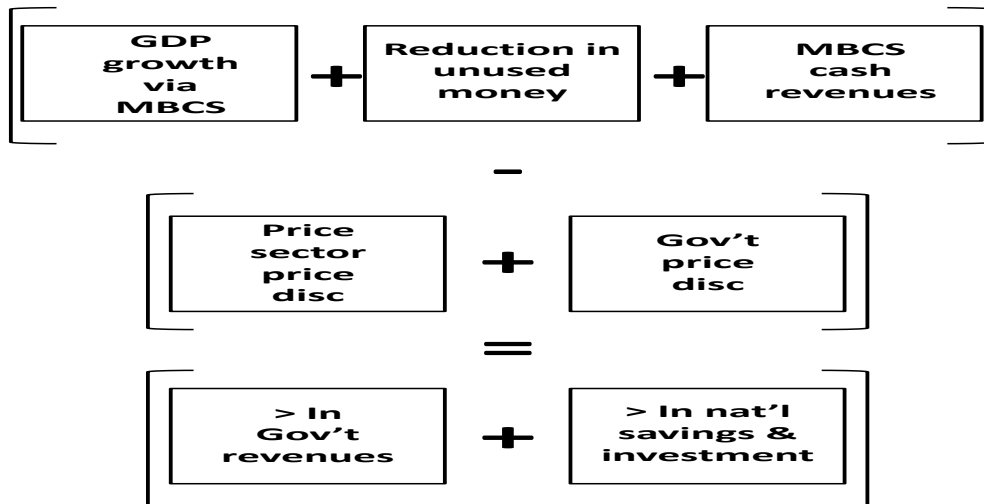 GDP
growth
via
MBCS
+
Reduction in
unused
money
+
MBCS
cash
revenues
–
Price
sector
price
disc
+
Gov’t
price
disc
=
> In
Gov’t
revenues
+
> In nat’l
savings &
investment